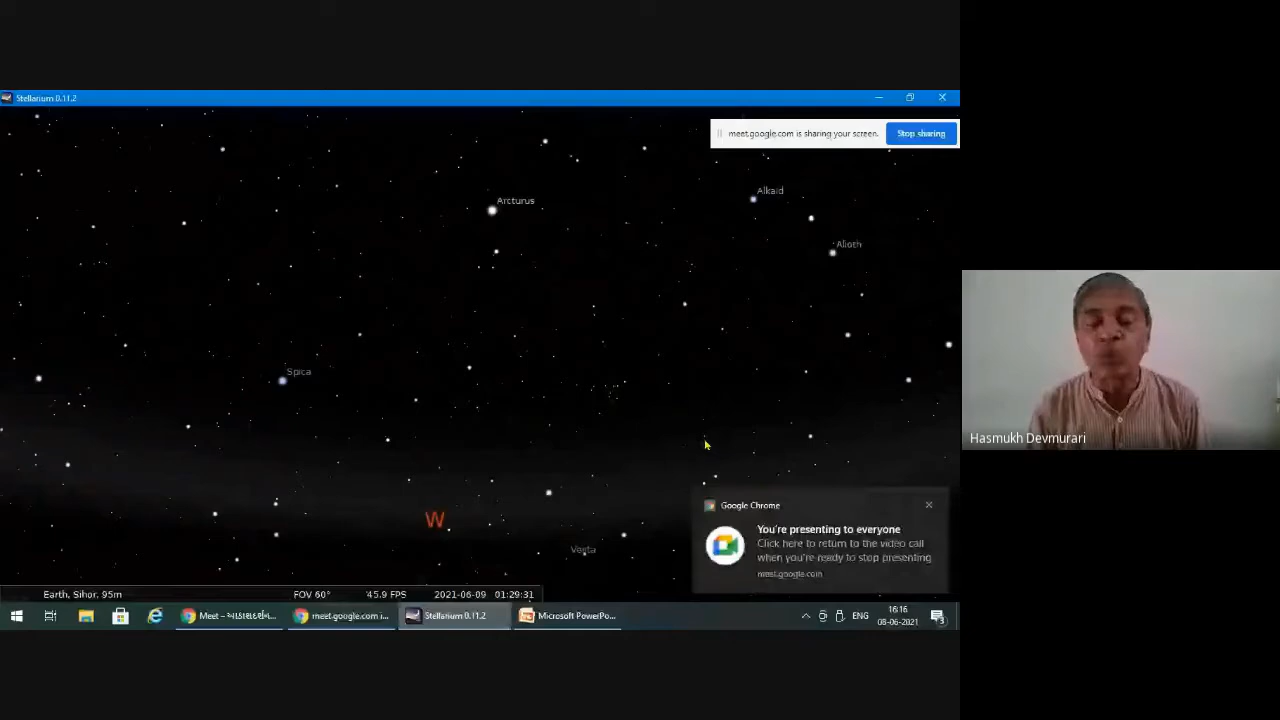 Stellarium 0.11.2
meet.google.com is sharing your screen. Stop sharing
Alkaid
Arcturus
Alioth
Spica
W
Vesta
Google Chrome
You're presenting to everyone
Click here to return to the video call
when you're ready to stop presenting
meet.google.com
Hasmukh Devmurari
Earth, Sihor, 95m FOV 60° 45.9 FPS 2021-06-09 01:29:31
Meet – meet.google.com i... Stellarium 0.11.2 Microsoft PowerPo... ENG
16:16
08-06-2021
3